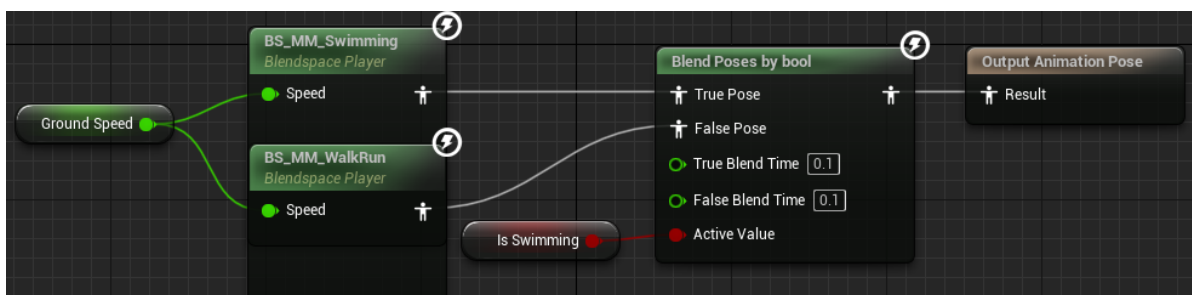 Ground Speed
BS_MM_Swimming
Blendspace Player
Speed
BS_MM_WalkRun
Blendspace Player
Speed
Is Swimming
Blend Poses by bool
True Pose
False Pose
True Blend Time 0.1
False Blend Time 0.1
Active Value
Output Animation Pose
Result